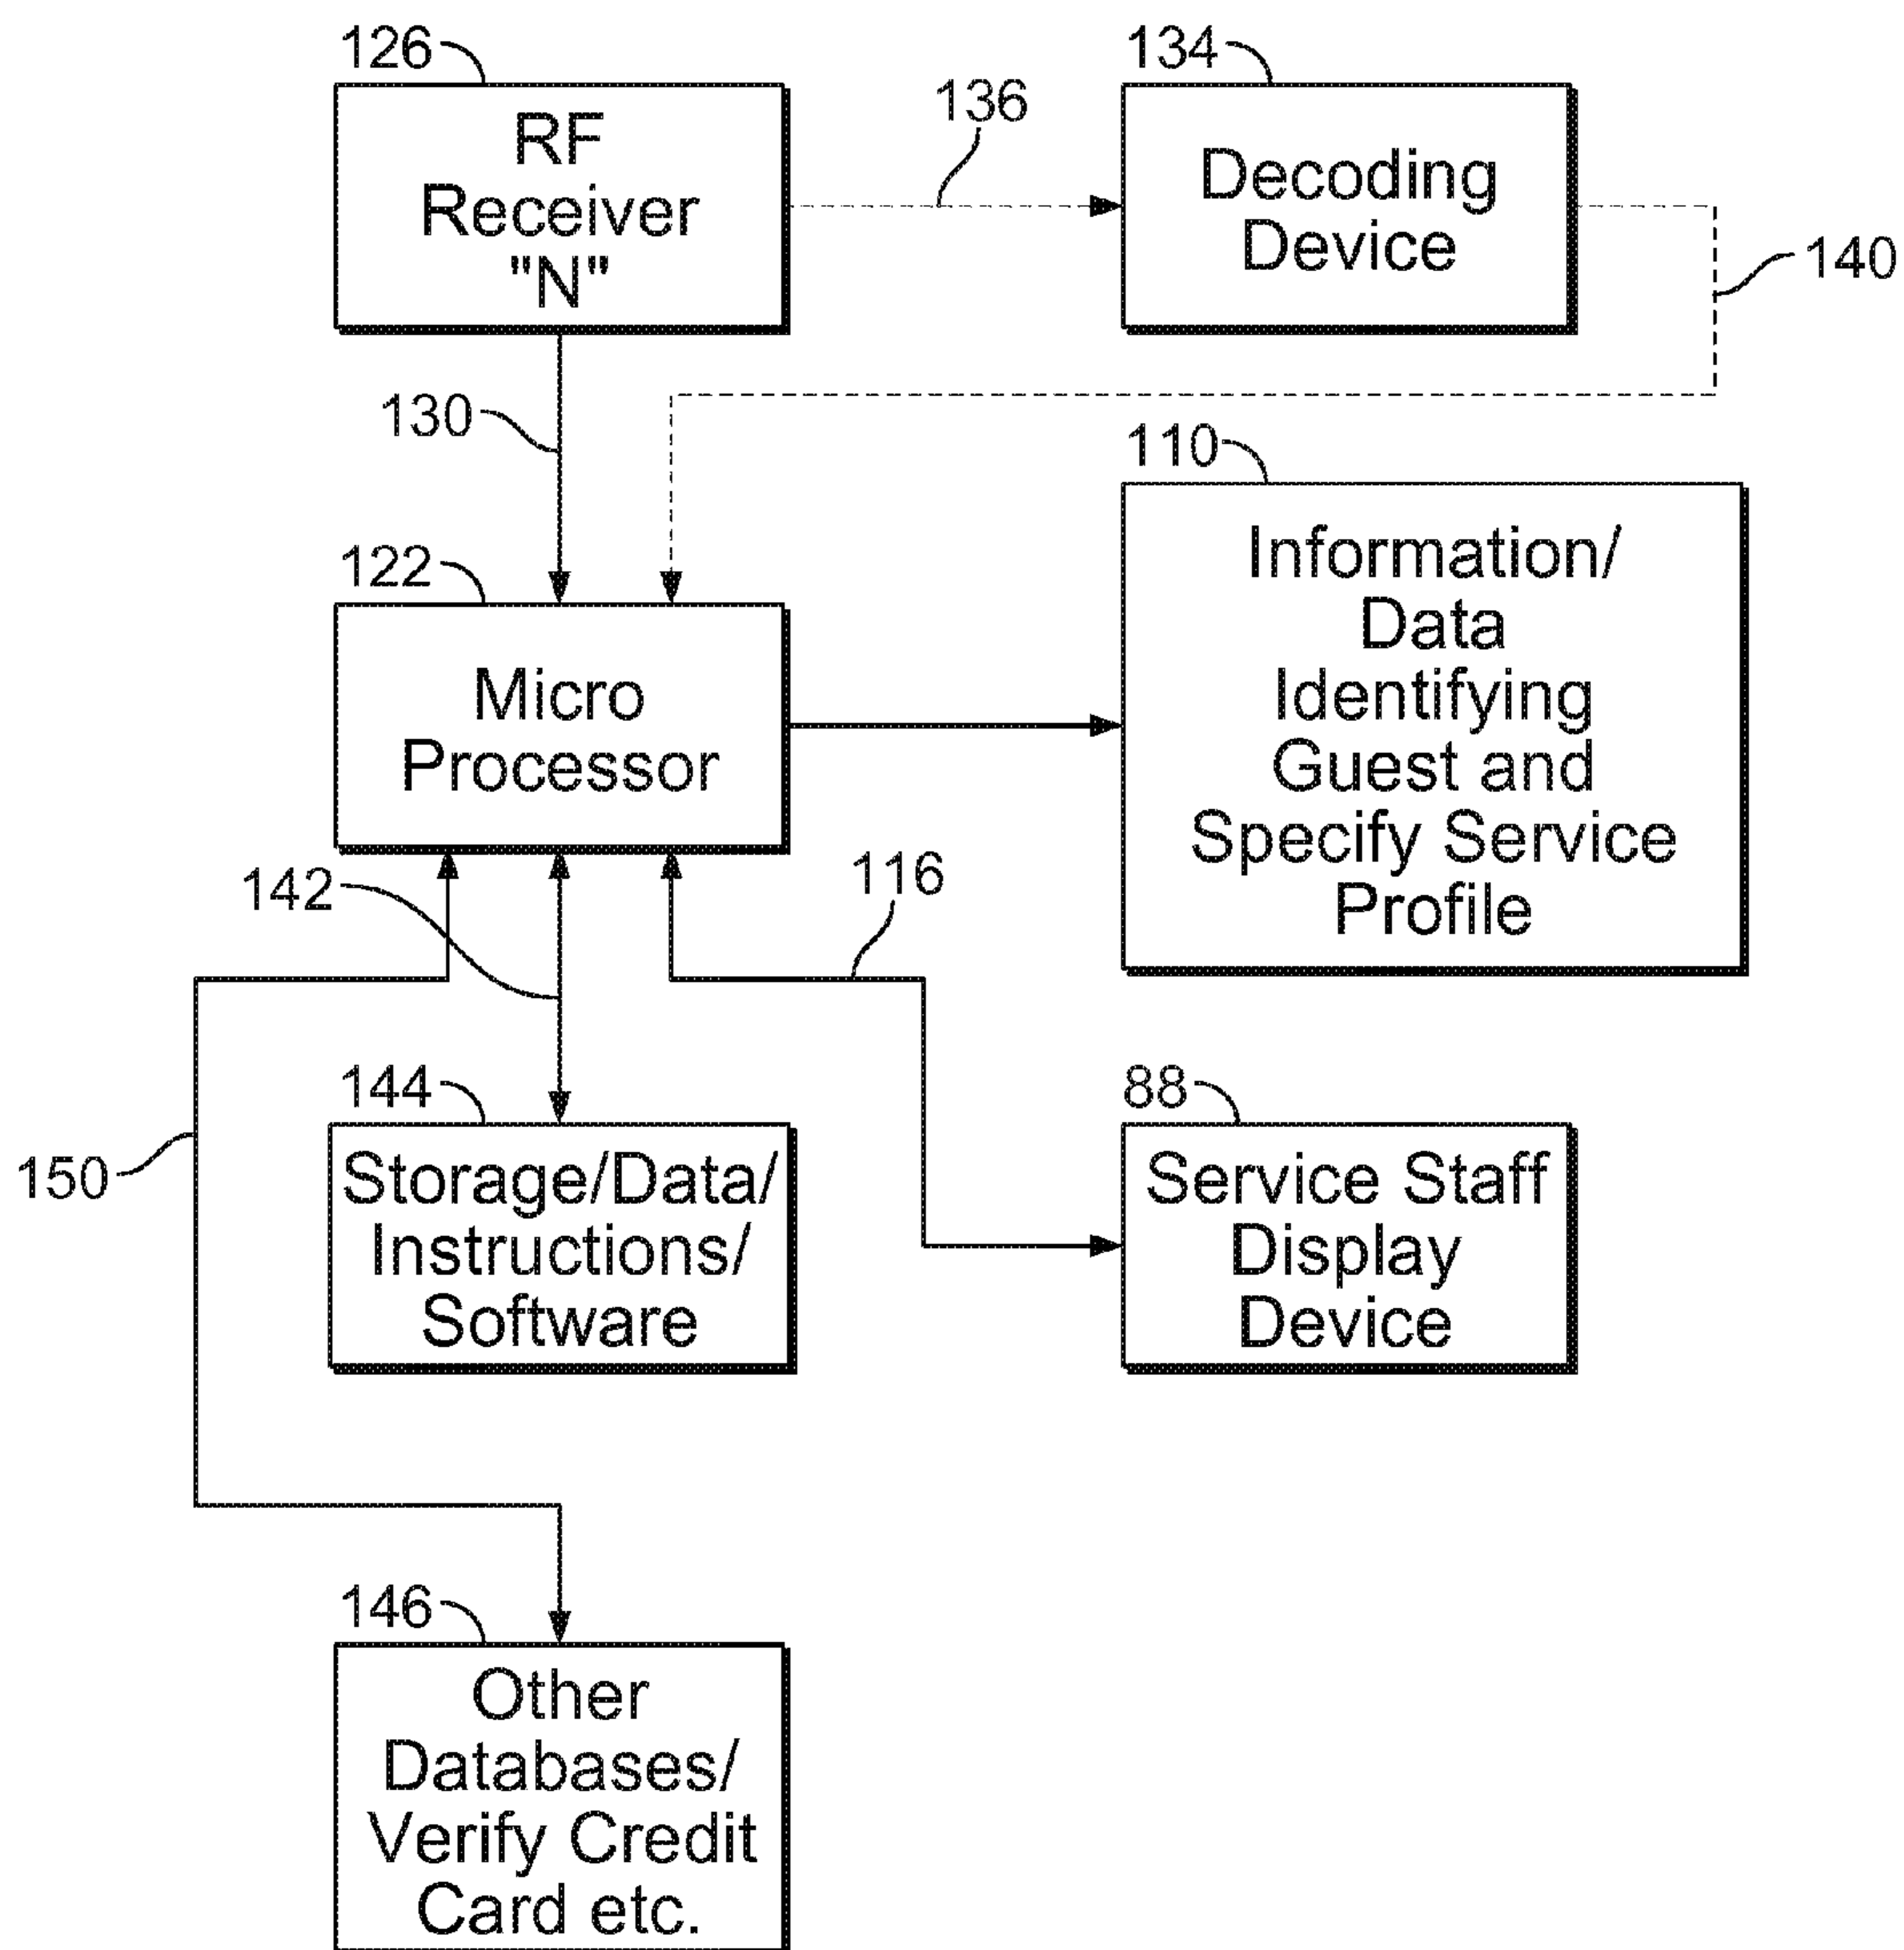 126
RF
Receiver
"N"
136
134
Decoding
Device
140
130
110
Information/
Data
Identifying
Guest and
Specify Service
Profile
122
Micro
Processor
142
116
150
144
Storage/Data/
Instructions/
Software
88
Service Staff
Display
Device
146
Other
Databases/
Verify Credit
Card etc.